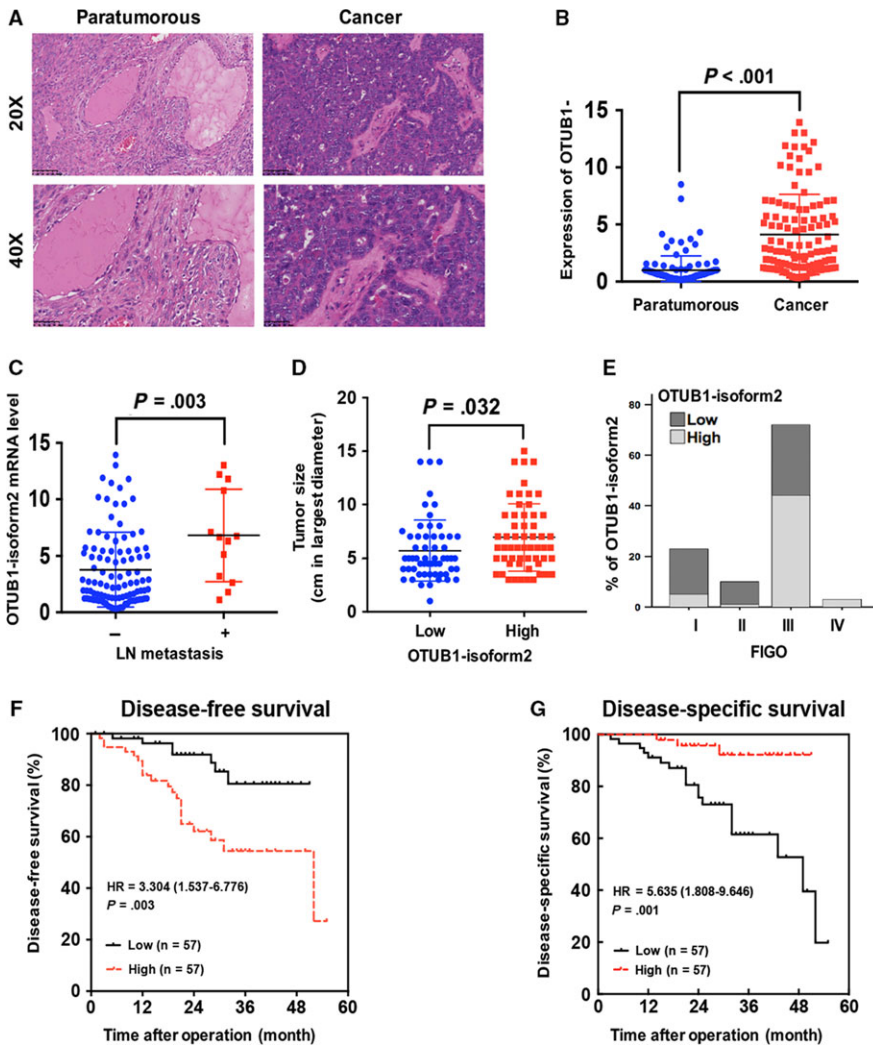 A
Paratumorous
Cancer
20X
40X
B
P < .001
Expression of OTUB1-
15
10
5
0
Paratumorous
Cancer
C
P = .003
OTUB1-isoform2 mRNA level
15
10
5
0
–
+
LN metastasis
D
P = .032
Tumor size
(cm in largest diameter)
20
15
10
5
0
Low
High
OTUB1-isoform2
E
OTUB1-isoform2
Low
High
% of OTUB1-isoform2
80
60
40
20
0
I
II
III
IV
FIGO
F
Disease-free survival
Disease-free survival (%)
100
80
60
40
20
0
HR = 3.304 (1.537-6.776)
P = .003
Low (n = 57)
High (n = 57)
0 12 24 36 48 60
Time after operation (month)
G
Disease-specific survival
Disease-specific survival (%)
100
80
60
40
20
0
HR = 5.635 (1.808-9.646)
P = .001
Low (n = 57)
High (n = 57)
0 12 24 36 48 60
Time after operation (month)